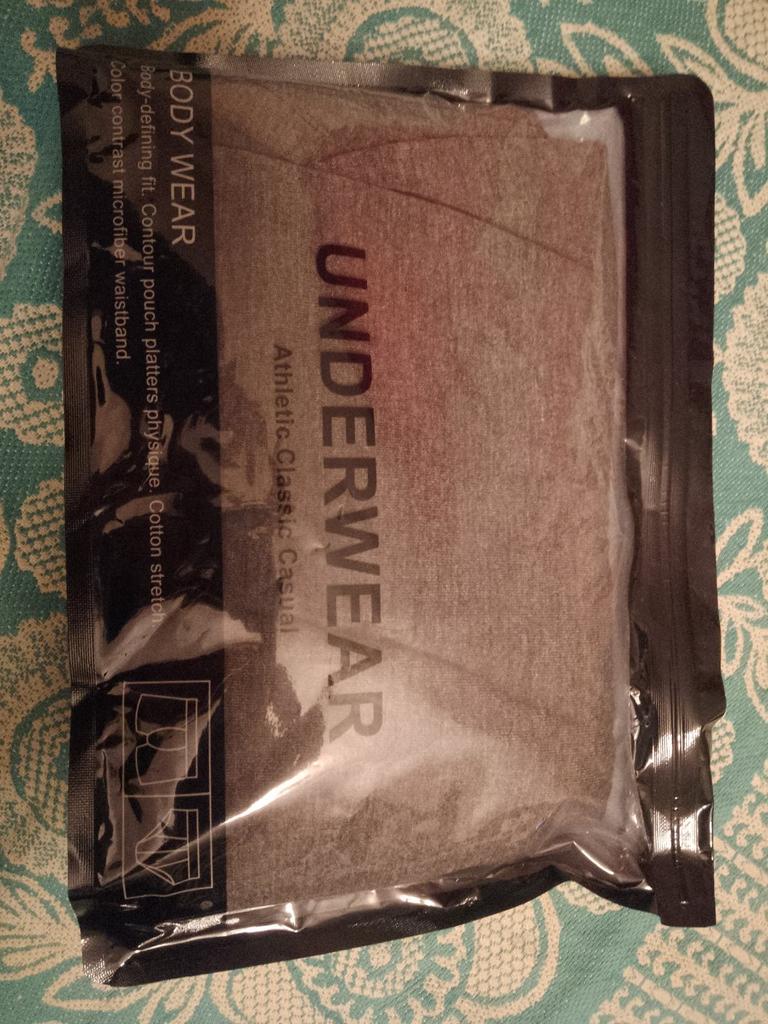 UNDERWEAR
Athletic Classic Casual
BODY WEAR
Body-defining fit. Contour pouch platters physique. Cotton stretch
Color contrast microfiber waistband.